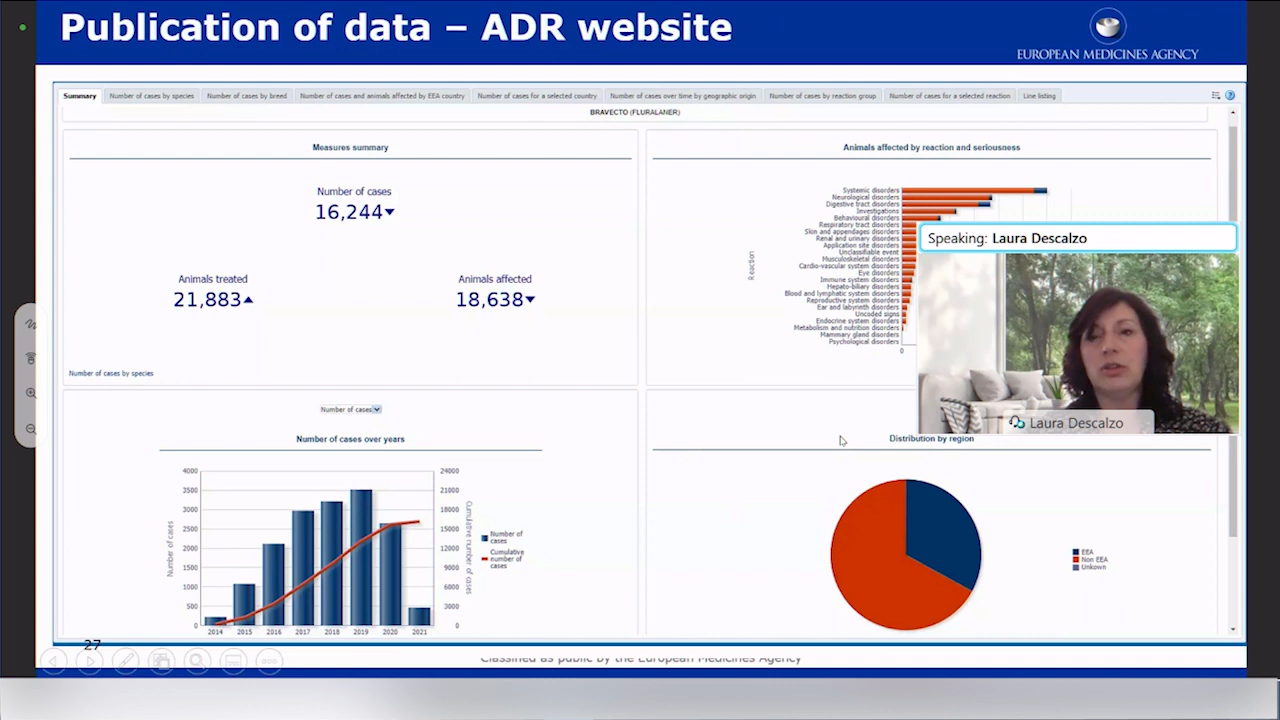 Publication of data – ADR website
EUROPEAN MEDICINES AGENCY
Summary
Number of cases by species
Number of cases by breed
Number of cases and animals affected by EEA country
Number of cases for a selected country
Number of cases over time by geographic origin
Number of cases by reaction group
Number of cases for a selected reaction
Line listing
BRAVECTO (FLURALANER)
Measures summary
Number of cases
16,244
Animals treated
21,883
Animals affected
18,638
Number of cases by species
Animals affected by reaction and seriousness
Reaction
Systemic disorders
Neurological disorders
Digestive tract disorders
Investigations
Behavioural disorders
Respiratory tract disorders
Skin and appendages disorders
Renal and urinary disorders
Application site disorders
Unclassifiable event
Musculoskeletal disorders
Cardio-vascular system disorders
Eye disorders
Immune system disorders
Hepato-biliary disorders
Blood and lymphatic system disorders
Reproductive system disorders
Ear and labyrinth disorders
Uncoded signs
Endocrine system disorders
Metabolism and nutrition disorders
Mammary gland disorders
Psychological disorders
0
Speaking: Laura Descalzo
Laura Descalzo
Number of cases
Number of cases over years
Number of cases
4000
3500
3000
2500
2000
1500
1000
500
0
24000
21000
18000
15000
12000
9000
6000
3000
0
Cumulative number of cases
2014 2015 2016 2017 2018 2019 2020 2021
Number of
cases
Cumulative
number of
cases
Distribution by region
EEA
Non EEA
Unkown
27
Classified as public by the European Medicines Agency